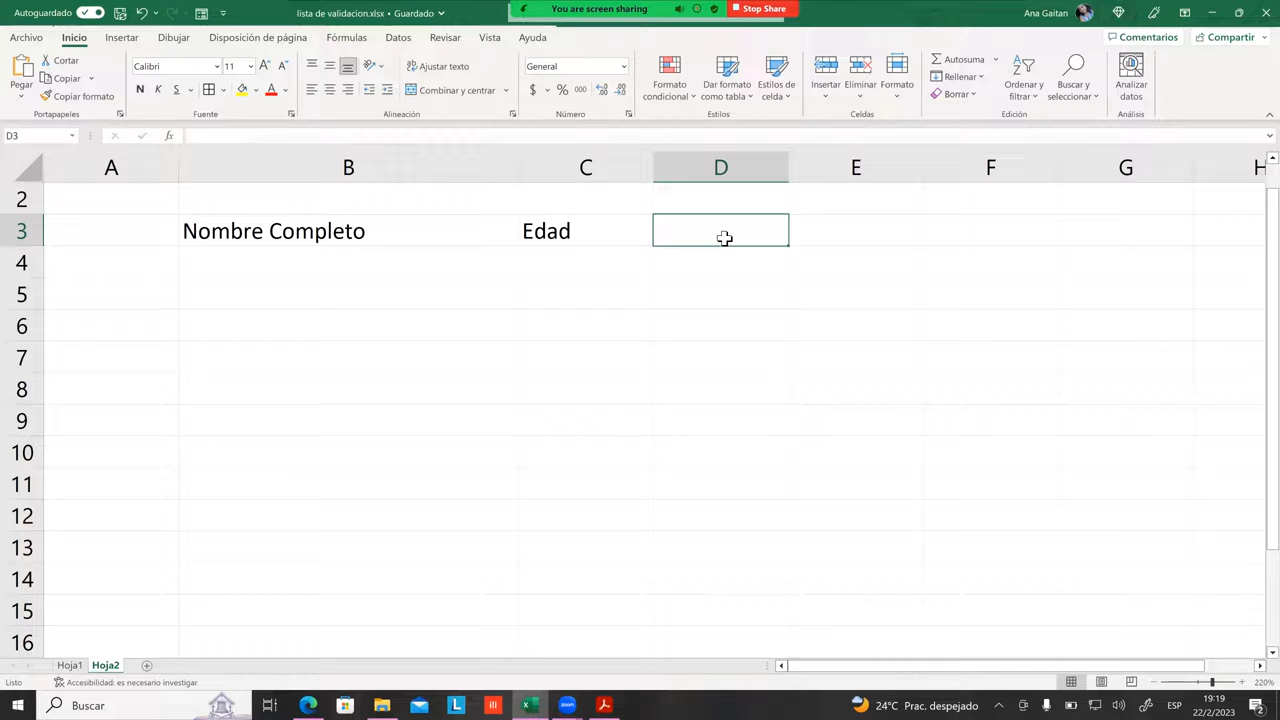 Autoguardado
lista de validacion.xlsx • Guardado
You are screen sharing
Stop Share
Ana Gaitan
Archivo Inicio Insertar Dibujar Disposición de página Fórmulas Datos Revisar Vista Ayuda
Comentarios Compartir
Pegar
Cortar
Copiar
Copiar formato
Portapapeles
Calibri 11
N K S
Fuente
Ajustar texto
Combinar y centrar
Alineación
General
$ % 000
Número
Formato condicional
Dar formato como tabla
Estilos de celda
Estilos
Insertar Eliminar Formato
Celdas
Autosuma
Rellenar
Borrar
Ordenar y filtrar
Buscar y seleccionar
Edición
Analizar datos
Análisis
D3
fx
A B C D E F G H
2
3 Nombre Completo Edad
4
5
6
7
8
9
10
11
12
13
14
15
16
Hoja1 Hoja2
Listo
Accesibilidad: es necesario investigar
220%
Buscar
24°C Prac. despejado
ESP
19:19
22/2/2023